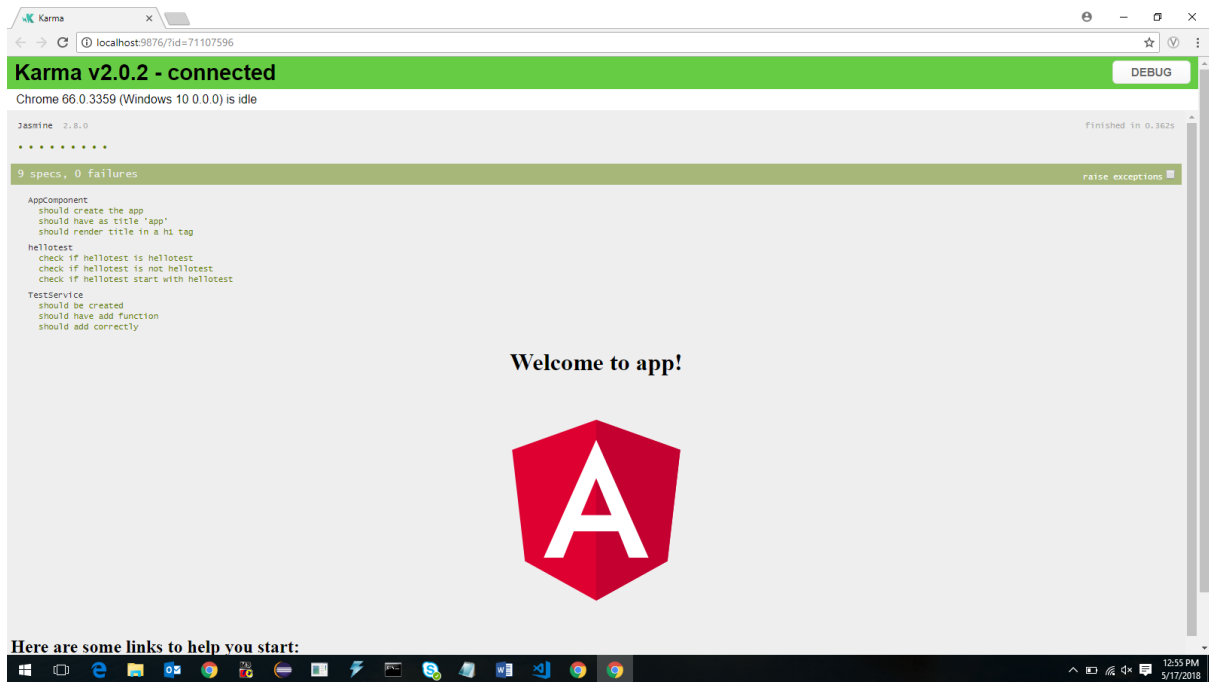 Karma
localhost:9876/?id=71107596
Karma v2.0.2 - connected
DEBUG
Chrome 66.0.3359 (Windows 10 0.0.0) is idle
Jasmine 2.8.0
finished in 0.362s
• • • • • • • • •
9 specs, 0 failures
raise exceptions
AppComponent
should create the app
should have as title 'app'
should render title in a h1 tag
hellotest
check if hellotest is hellotest
check if hellotest is not hellotest
check if hellotest start with hellotest
TestService
should be created
should have add function
should add correctly
Welcome to app!
A
Here are some links to help you start:
12:55 PM
5/17/2018